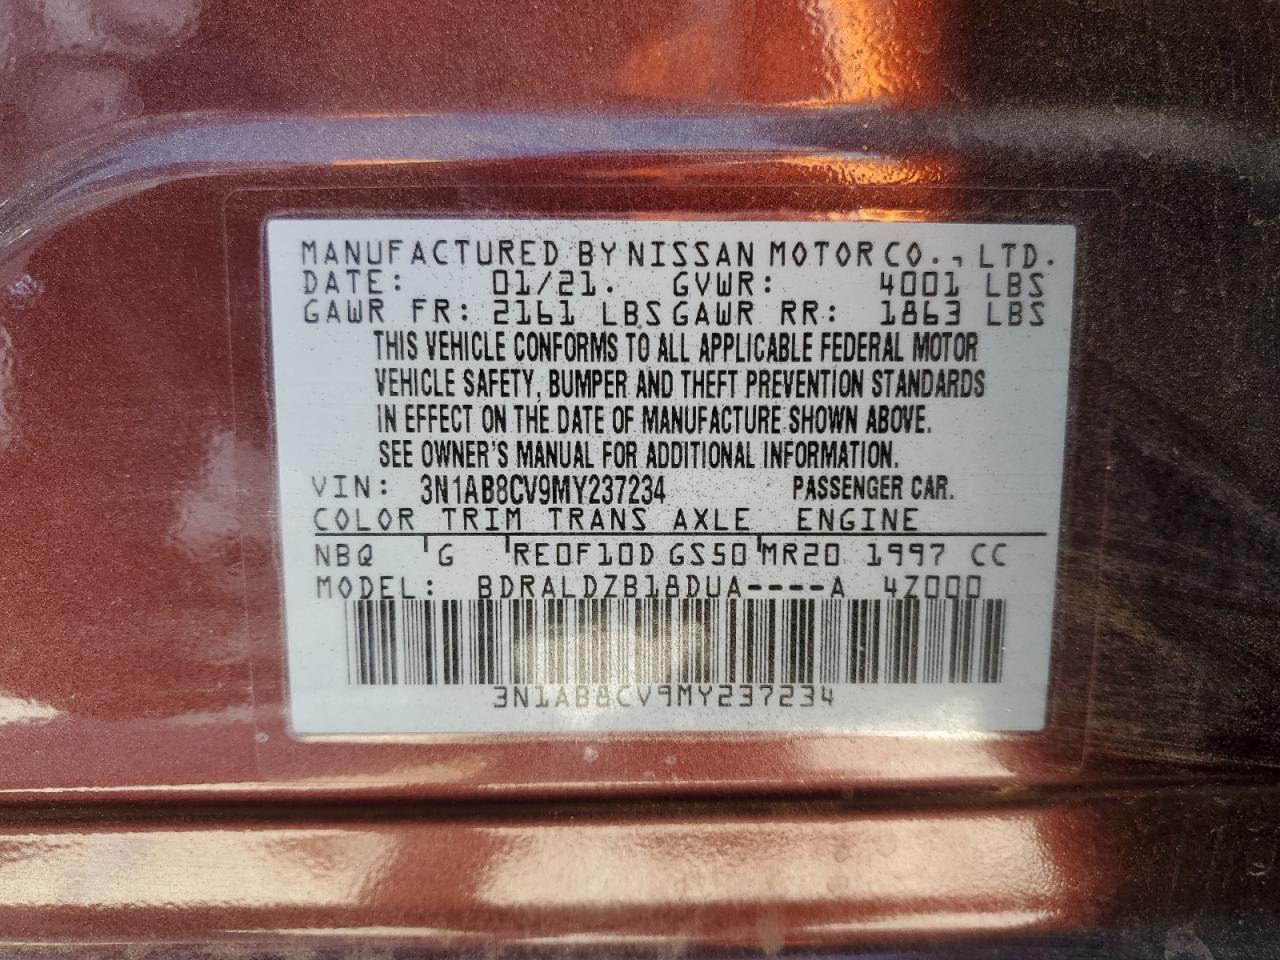 MANUFACTURED BY NISSAN MOTOR CO., LTD.
DATE: 01/21. GVWR: 4001 LBS
GAWR FR: 2161 LBS GAWR RR: 1863 LBS
THIS VEHICLE CONFORMS TO ALL APPLICABLE FEDERAL MOTOR
VEHICLE SAFETY, BUMPER AND THEFT PREVENTION STANDARDS
IN EFFECT ON THE DATE OF MANUFACTURE SHOWN ABOVE.
SEE OWNER'S MANUAL FOR ADDITIONAL INFORMATION.
VIN: 3N1AB8CV9MY237234 PASSENGER CAR.
COLOR TRIM TRANS AXLE ENGINE
NBQ G RE0F10D GS50 MR20 1997 CC
MODEL: BDRALDZB18DUA----A 4Z000
3N1AB8CV9MY237234